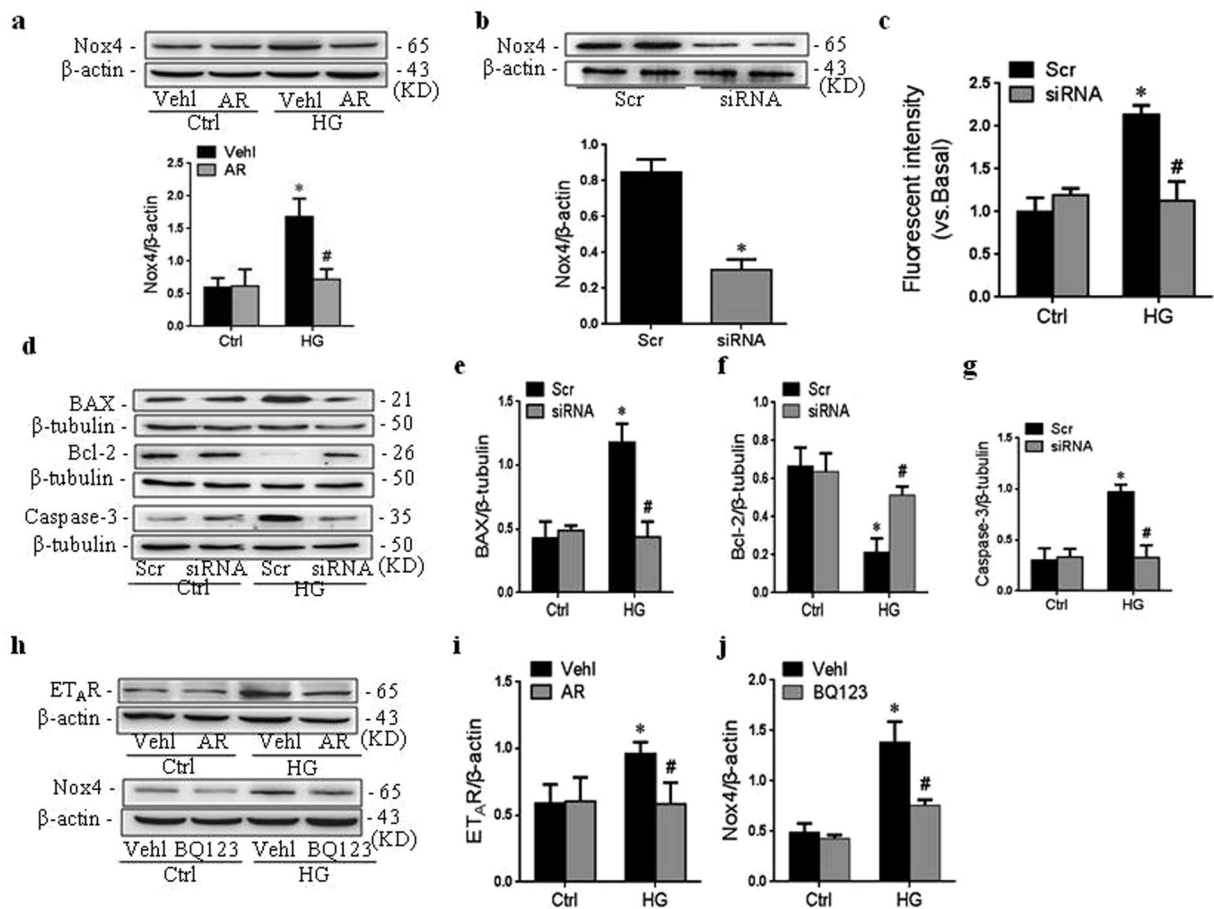 a
Nox4 - - 65
β-actin - - 43
(KD)
Vehl AR Vehl AR
Ctrl HG
Vehl
AR
Nox4/β-actin
2.5
2.0
1.5
1.0
0.5
0.0
*
#
Ctrl HG
b
Nox4 - - 65
β-actin - - 43
(KD)
Scr siRNA
Nox4/β-actin
1.0
0.8
0.6
0.4
0.2
0.0
*
Scr siRNA
c
Scr
siRNA
Fluorescent intensity
(vs.Basal)
2.5
2.0
1.5
1.0
0.5
0.0
*
#
Ctrl HG
d
BAX - - 21
β-tubulin - - 50
Bcl-2 - - 26
β-tubulin - - 50
Caspase-3 - - 35
β-tubulin - - 50
(KD)
Scr siRNA Scr siRNA
Ctrl HG
e
Scr
siRNA
BAX/β-tubulin
1.5
1.0
0.5
0.0
*
#
Ctrl HG
f
Scr
siRNA
Bcl-2/β-tubulin
1.0
0.8
0.6
0.4
0.2
0.0
*
#
Ctrl HG
g
Scr
siRNA
Caspase-3/β-tubulin
1.5
1.0
0.5
0.0
*
#
Ctrl HG
h
ETAR - - 65
β-actin - - 43
(KD)
Vehl AR Vehl AR
Ctrl HG
Nox4 - - 65
β-actin - - 43
(KD)
Vehl BQ123 Vehl BQ123
Ctrl HG
i
Vehl
AR
ETAR/β-actin
1.5
1.0
0.5
0.0
*
#
Ctrl HG
j
Vehl
BQ123
Nox4/β-actin
2.0
1.5
1.0
0.5
0.0
*
#
Ctrl HG